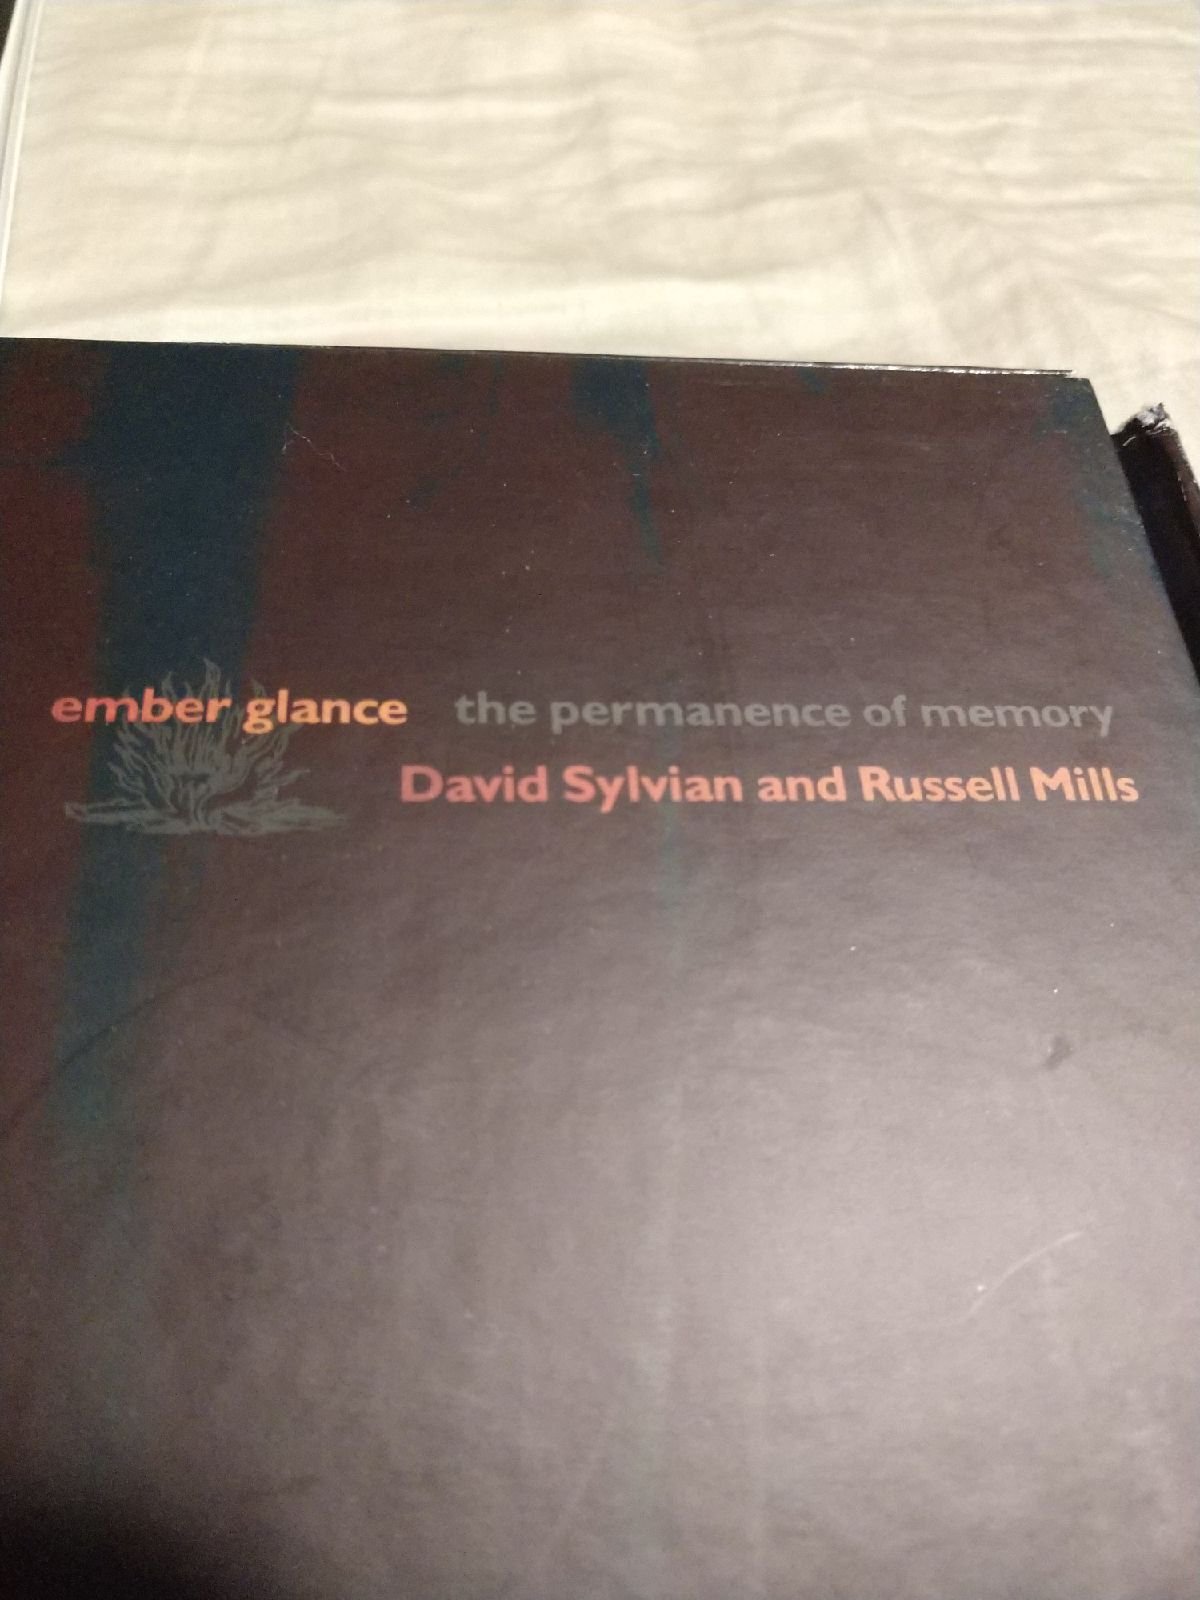 ember glance the permanence of memory
David Sylvian and Russell Mills